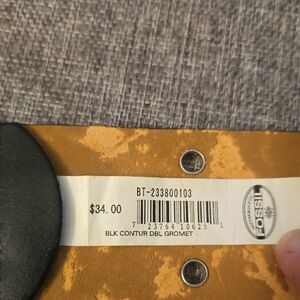 BT-233800103
$34.00
7 23764 10625 1
BLK CONTUR DBL GROMET
FOSSIL